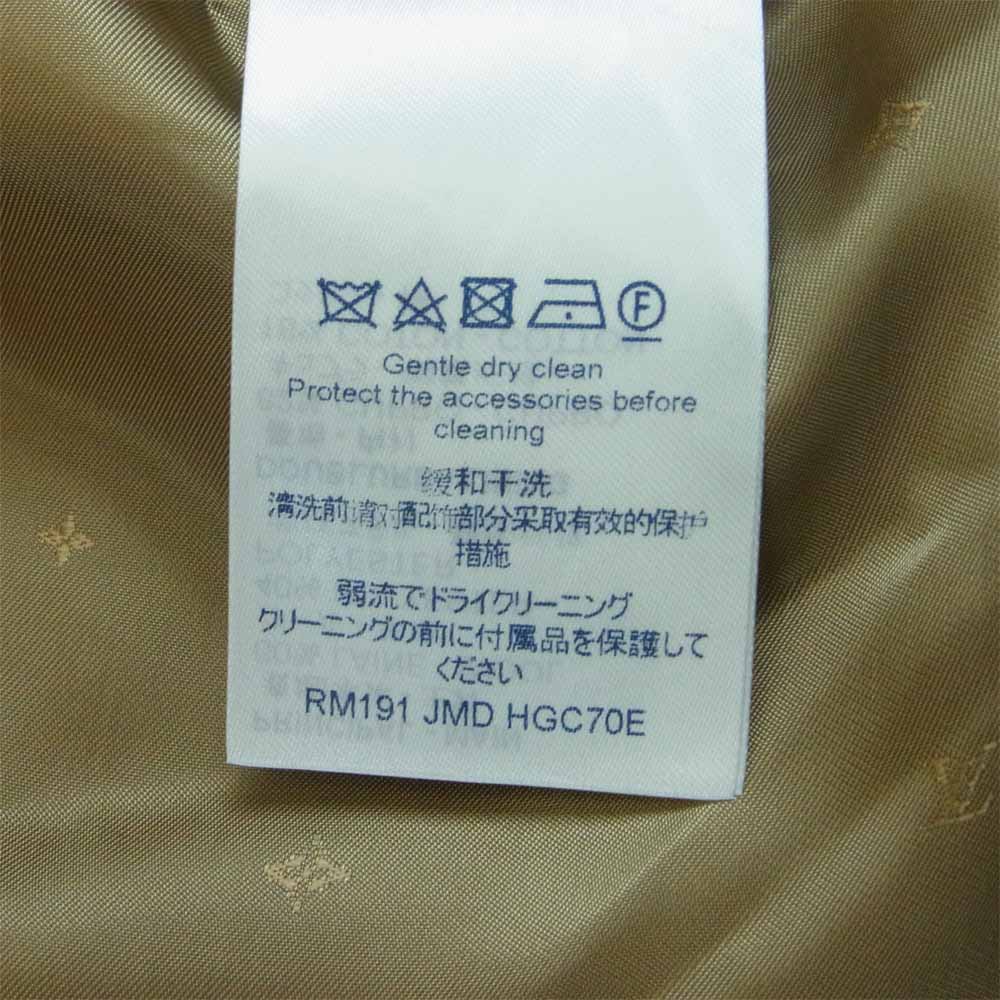 F
Gentle dry clean
Protect the accessories before
cleaning
缓和干洗
清洗前请对配饰部分采取有效的保护
措施
弱流でドライクリーニング
クリーニングの前に付属品を保護して
ください
RM191 JMD HGC70E